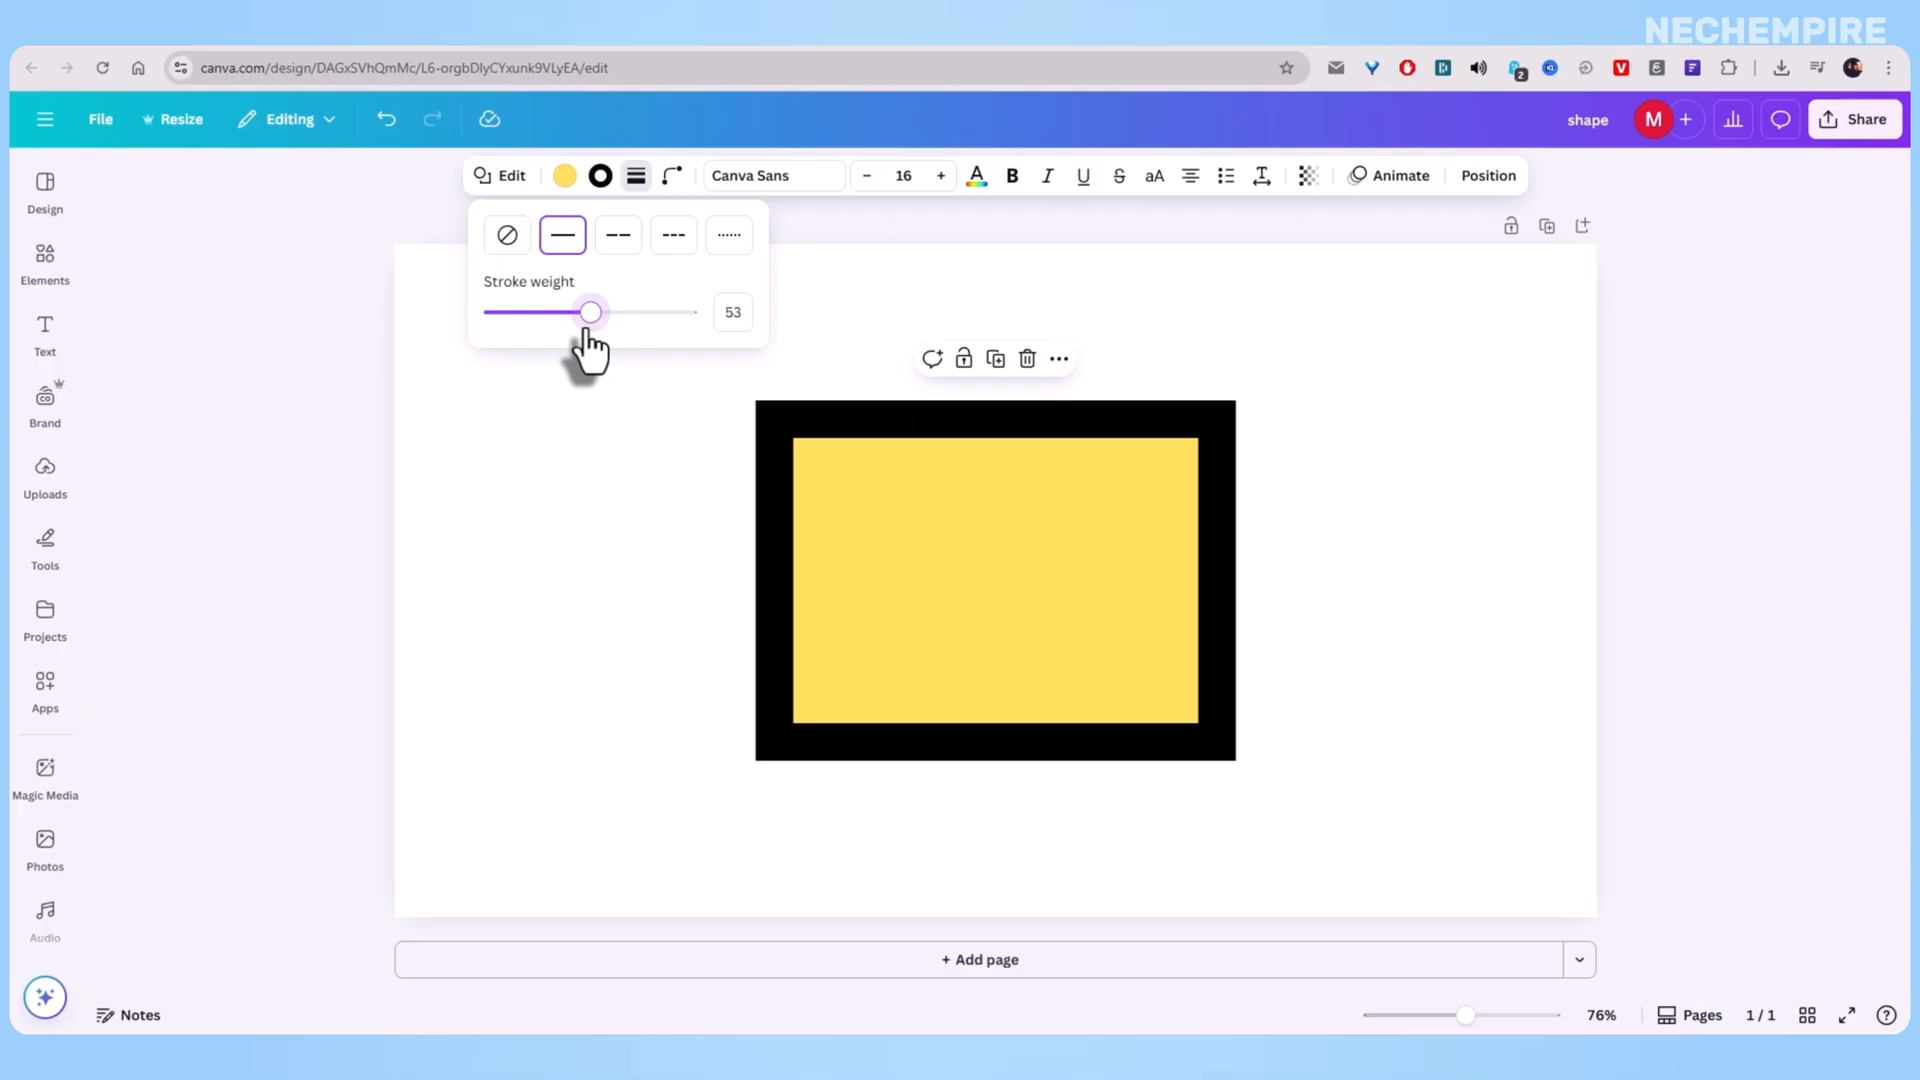 NECHEMPIRE
canva.com/design/DAGxSVhQmMc/L6-orgbDlyCYxunk9VLyEA/edit
2
File
Resize
Editing
shape
M
+
Share
Edit
Canva Sans
− 16 +
A
B
I
U
S
aA
Animate
Position
Design
Elements
Text
Brand
Uploads
Tools
Projects
Apps
Magic Media
Photos
Audio
Stroke weight
53
+ Add page
Notes
76%
Pages
1 / 1